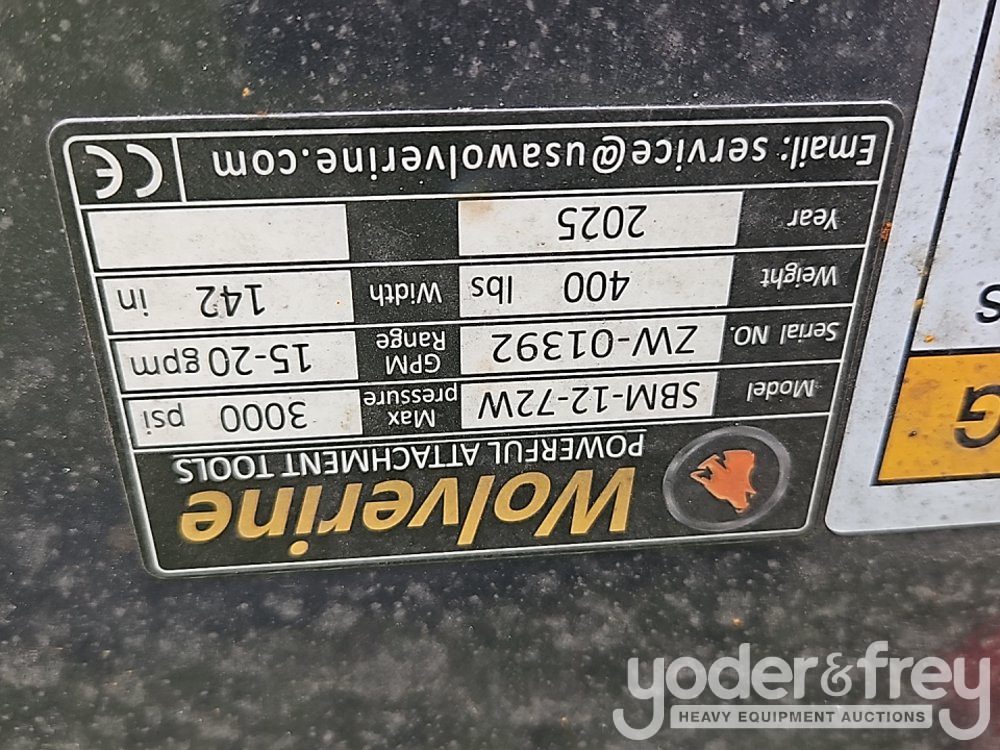 Wolverine
POWERFUL ATTACHMENT TOOLS
Model SBM-12-72W Max pressure 3000 psi
Serial NO. ZW-01392 GPM Range 15-20 gpm
Weight 400 lbs Width 142 in
Year 2025
Email: service@usawolverine.com CE
G
S
yoder&frey
HEAVY EQUIPMENT AUCTIONS